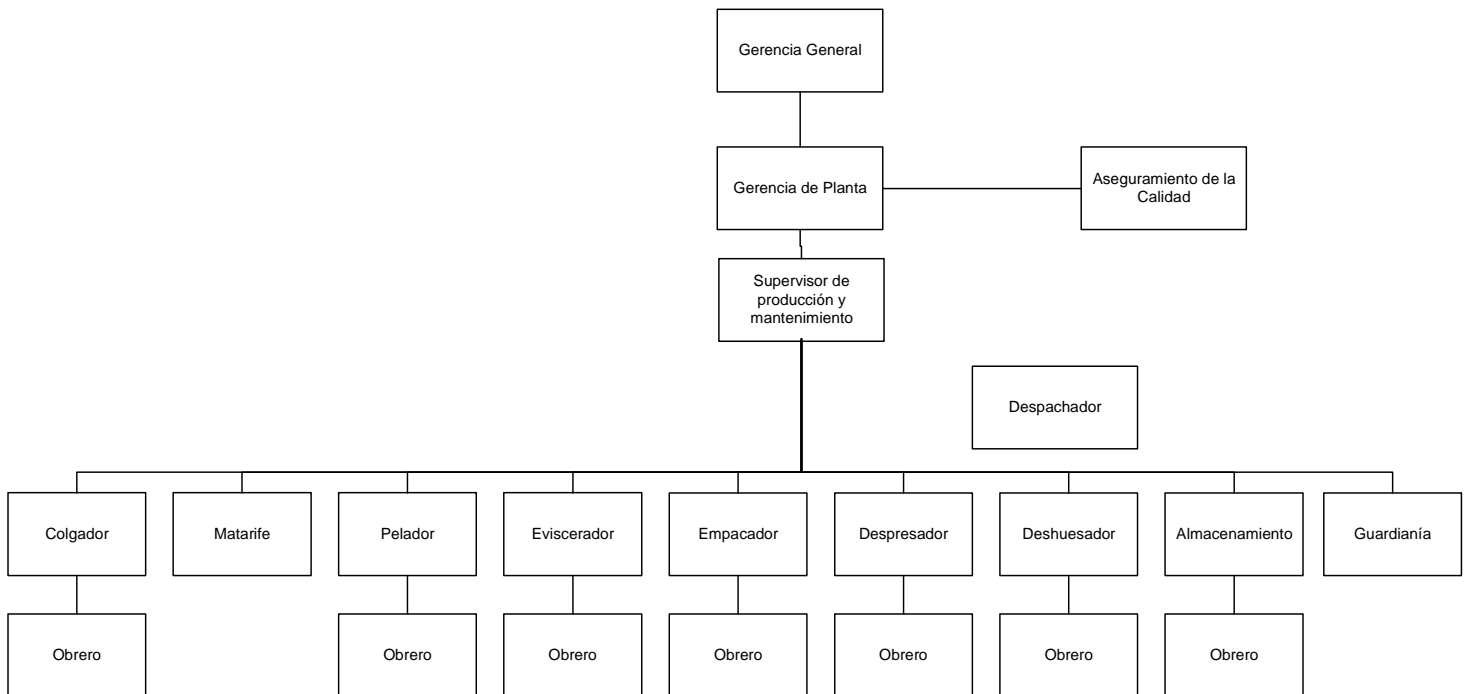 Gerencia General
Gerencia de Planta
Aseguramiento de la
Calidad
Supervisor de
producción y
mantenimiento
Despachador
Colgador
Matarife
Pelador
Eviscerador
Empacador
Despresador
Deshuesador
Almacenamiento
Guardianía
Obrero
Obrero
Obrero
Obrero
Obrero
Obrero
Obrero